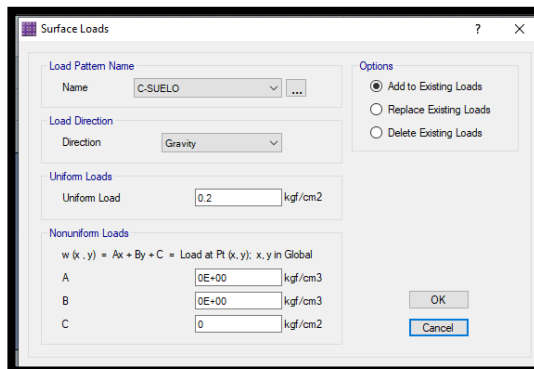 Surface Loads
? ×
Load Pattern Name
Name C-SUELO ...
Load Direction
Direction Gravity
Uniform Loads
Uniform Load 0.2 kgf/cm2
Nonuniform Loads
w (x , y) = Ax + By + C = Load at Pt (x, y); x, y in Global
A 0E+00 kgf/cm3
B 0E+00 kgf/cm3
C 0 kgf/cm2
Options
Add to Existing Loads
Replace Existing Loads
Delete Existing Loads
OK
Cancel